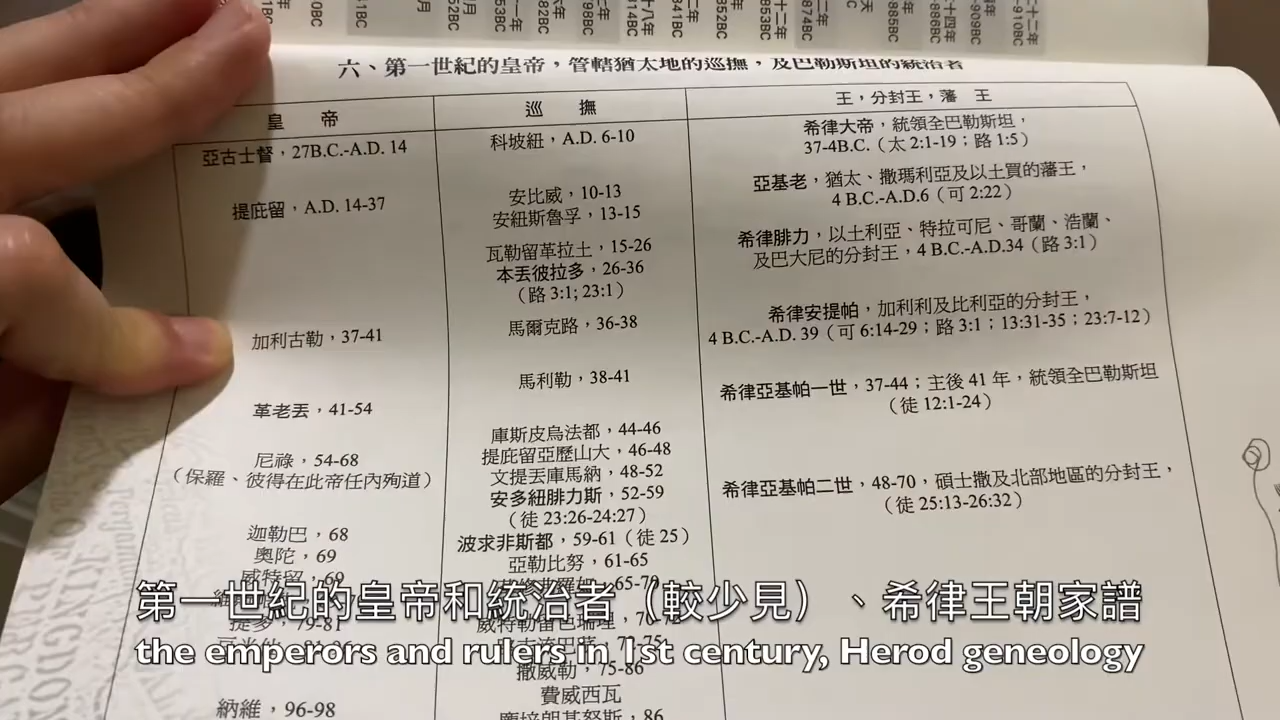 六、第一世紀的皇帝，管轄猶太地的巡撫，及巴勒斯坦的統治者
皇 帝
亞古士督，27B.C.-A.D. 14
提庇留，A.D. 14-37
加利古勒，37-41
革老丟，41-54
尼祿，54-68
（保羅、彼得在此帝任內殉道）
迦勒巴，68
奧陀，69
威特留，69
提多，79-81
納維，96-98
巡 撫
科坡紐，A.D. 6-10
安比威，10-13
安紐斯魯孚，13-15
瓦勒留革拉土，15-26
本丟彼拉多，26-36
（路 3:1; 23:1）
馬爾克路，36-38
馬利勒，38-41
庫斯皮烏法都，44-46
提庇留亞歷山大，46-48
文提丟庫馬納，48-52
安多紐腓力斯，52-59
（徒 23:26-24:27）
波求非斯都，59-61（徒 25）
亞勒比努，61-65
撒威勒，75-86
費威西瓦
王，分封王，藩 王
希律大帝，統領全巴勒斯坦，
37-4B.C.（太 2:1-19；路 1:5）
亞基老，猶太、撒瑪利亞及以土買的藩王，
4 B.C.-A.D.6（可 2:22）
希律腓力，以土利亞、特拉可尼、哥蘭、浩蘭、
及巴大尼的分封王，4 B.C.-A.D.34（路 3:1）
希律安提帕，加利利及比利亞的分封王，
4 B.C.-A.D. 39（可 6:14-29；路 3:1；13:31-35；23:7-12）
希律亞基帕一世，37-44；主後 41 年，統領全巴勒斯坦
（徒 12:1-24）
希律亞基帕二世，48-70，碩士撒及北部地區的分封王，
（徒 25:13-26:32）
第一世紀的皇帝和統治者（較少見）、希律王朝家譜
the emperors and rulers in 1st century, Herod geneology